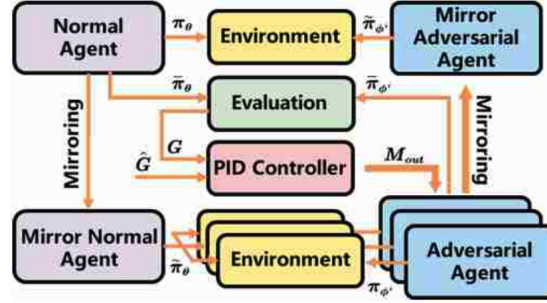 Normal
Agent
π_θ
Environment
π̃_ϕ'
Mirror
Adversarial
Agent
π̄_θ
Evaluation
π̄_ϕ'
Mirroring
Mirroring
G
Ĝ
PID Controller
M_out
Mirror Normal
Agent
π̃_θ
Environment
π_ϕ'
Adversarial
Agent